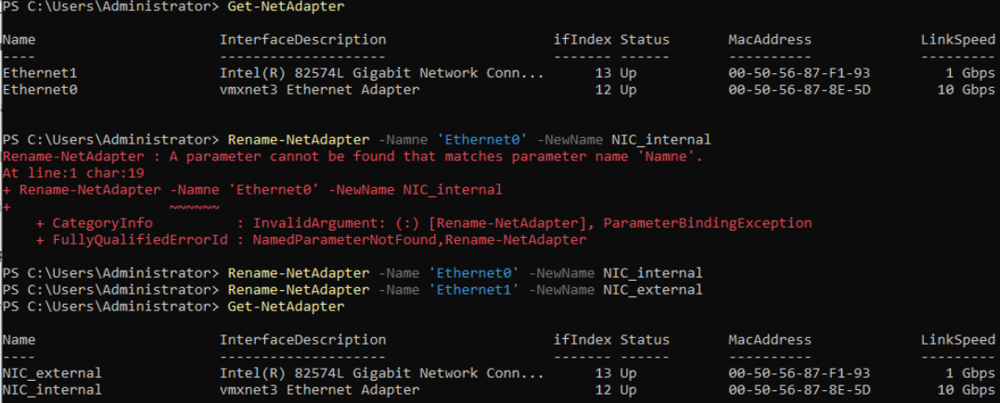 PS C:\Users\Administrator> Get-NetAdapter
Name InterfaceDescription ifIndex Status MacAddress LinkSpeed
---- -------------------- ------- ------ ---------- ---------
Ethernet1 Intel(R) 82574L Gigabit Network Conn... 13 Up 00-50-56-87-F1-93 1 Gbps
Ethernet0 vmxnet3 Ethernet Adapter 12 Up 00-50-56-87-8E-5D 10 Gbps
PS C:\Users\Administrator> Rename-NetAdapter -Namne 'Ethernet0' -NewName NIC_internal
Rename-NetAdapter : A parameter cannot be found that matches parameter name 'Namne'.
At line:1 char:19
+ Rename-NetAdapter -Namne 'Ethernet0' -NewName NIC_internal
+ ~~~~~~
+ CategoryInfo : InvalidArgument: (:) [Rename-NetAdapter], ParameterBindingException
+ FullyQualifiedErrorId : NamedParameterNotFound,Rename-NetAdapter
PS C:\Users\Administrator> Rename-NetAdapter -Name 'Ethernet0' -NewName NIC_internal
PS C:\Users\Administrator> Rename-NetAdapter -Name 'Ethernet1' -NewName NIC_external
PS C:\Users\Administrator> Get-NetAdapter
Name InterfaceDescription ifIndex Status MacAddress LinkSpeed
---- -------------------- ------- ------ ---------- ---------
NIC_external Intel(R) 82574L Gigabit Network Conn... 13 Up 00-50-56-87-F1-93 1 Gbps
NIC_internal vmxnet3 Ethernet Adapter 12 Up 00-50-56-87-8E-5D 10 Gbps